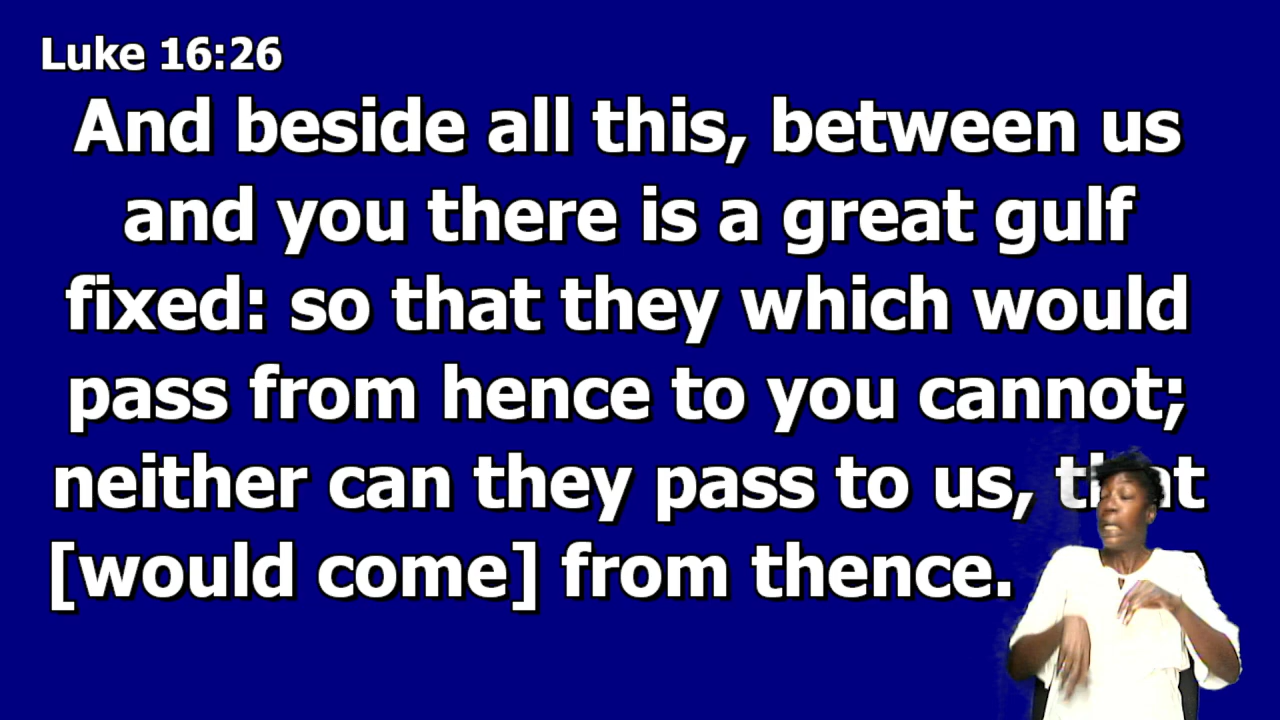 Luke 16:26
And beside all this, between us
and you there is a great gulf
fixed: so that they which would
pass from hence to you cannot;
neither can they pass to us, that
[would come] from thence.